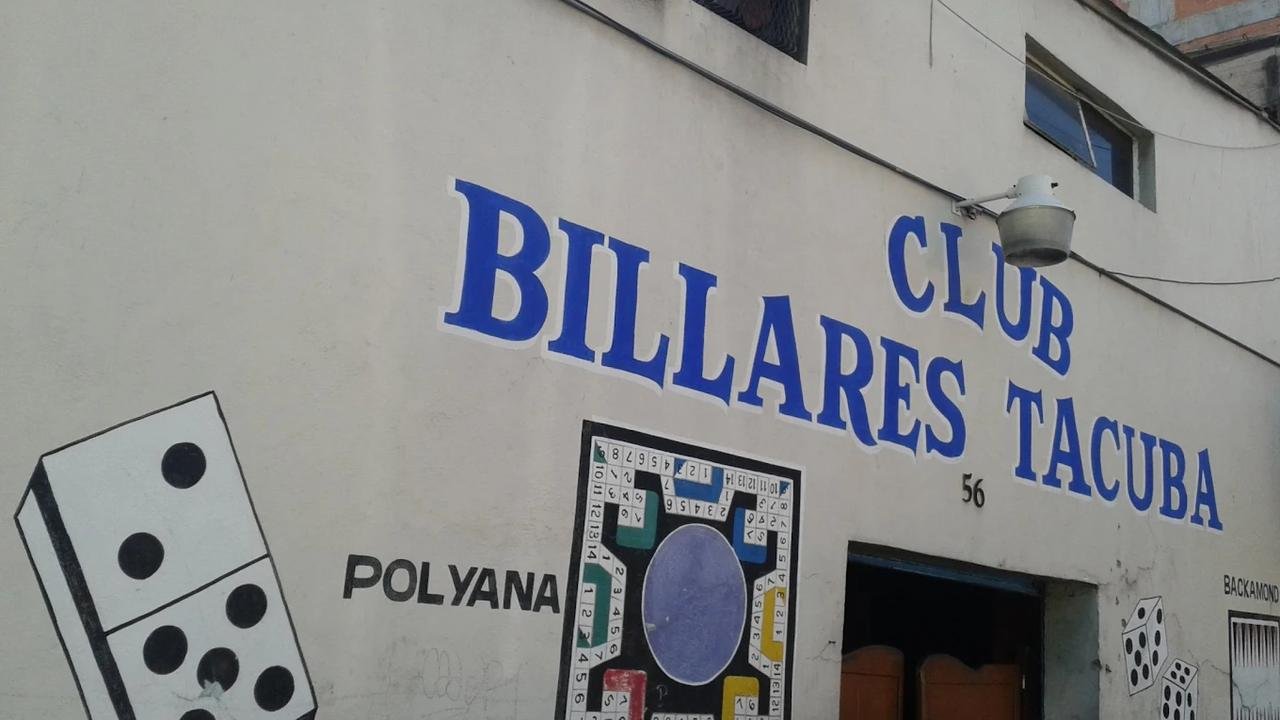 CLUB
BILLARES TACUBA
56
POLYANA
BACKAMOND